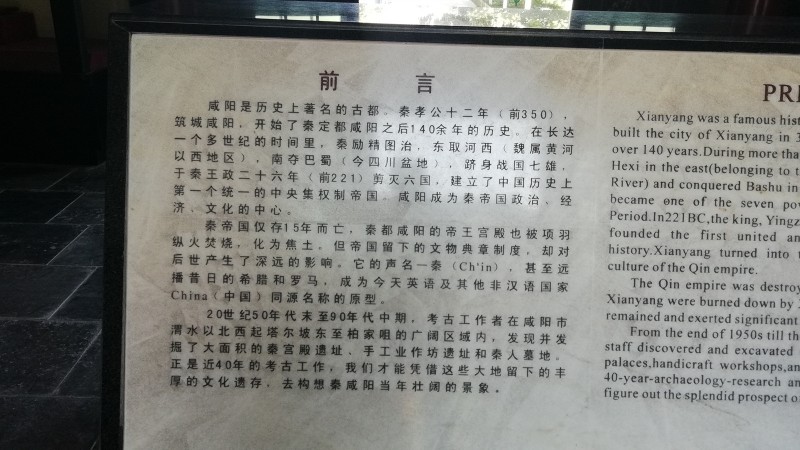 前 言
咸阳是历史上著名的古都。秦孝公十二年（前350），
筑城咸阳，开始了秦定都咸阳之后140余年的历史。在长达
一个多世纪的时间里，秦励精图治，东取河西（魏属黄河
以西地区），南夺巴蜀（今四川盆地），跻身战国七雄，
于秦王政二十六年（前221）剪灭六国，建立了中国历史上
第一个统一的中央集权制帝国。咸阳成为秦帝国政治、经
济、文化的中心。
秦帝国仅存15年而亡，秦都咸阳的帝王宫殿也被项羽
纵火焚烧，化为焦土。但帝国留下的文物典章制度，却对
后世产生了深远的影响。它的声名—秦（Ch'in），甚至远
播昔日的希腊和罗马，成为今天英语及其他非汉语国家
China（中国）同源名称的原型。
20世纪50年代末至90年代中期，考古工作者在咸阳市
渭水以北西起塔尔坡东至柏家咀的广阔区域内，发现并发
掘了大面积的秦宫殿遗址、手工业作坊遗址和秦人墓地。
正是近40年的考古工作，我们才能凭借这些大地留下的丰
厚的文化遗存，去构想秦咸阳当年壮阔的景象。
PRE
Xianyang was a famous hist
built the city of Xianyang in 3
over 140 years.During more tha
Hexi in the east(belonging to t
River) and conquered Bashu in
became one of the seven pow
Period.In221BC,the king, Yingz
founded the first united an
history.Xianyang turned into t
culture of the Qin empire.
The Qin empire was destroy
Xianyang were burned down by
remained and exerted significant
From the end of 1950s till th
staff discovered and excavated
palaces,handicraft workshops,an
40-year-archaeology-research an
figure out the splendid prospect o